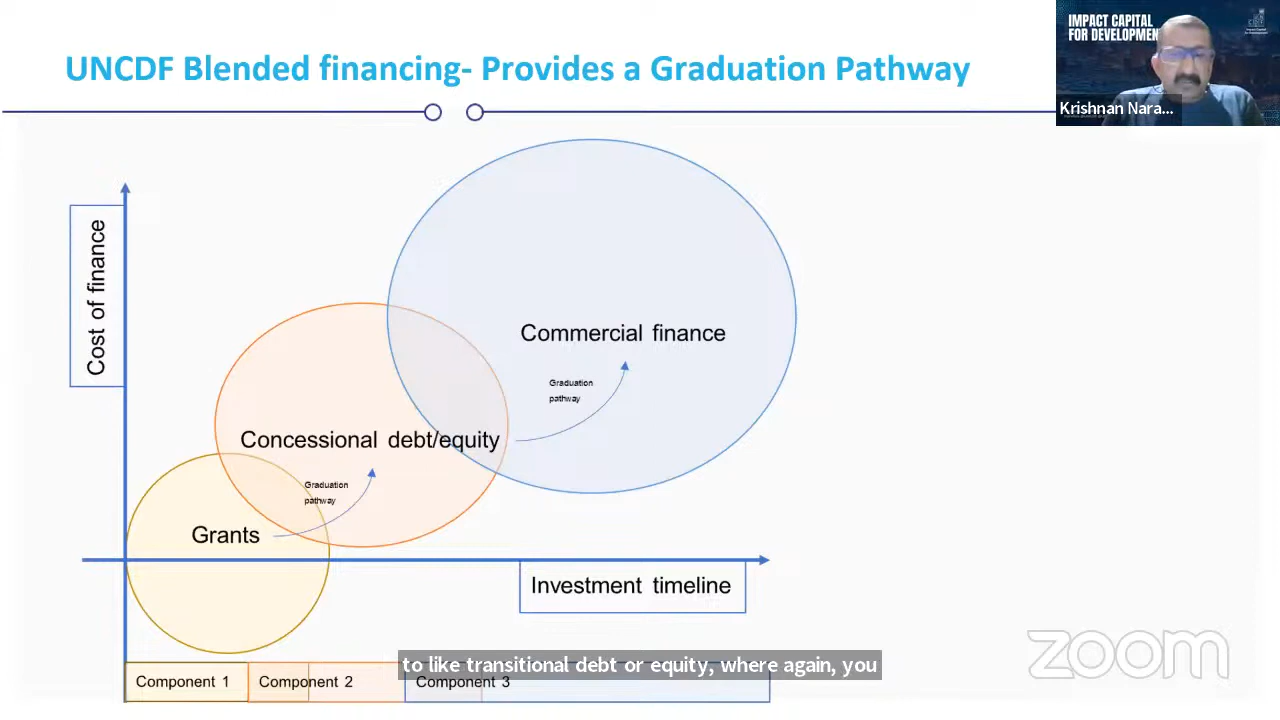 UNCDF Blended financing- Provides a Graduation Pathway
IMPACT CAPITAL
FOR DEVELOPMEN
Krishnan Nara...
Cost of finance
Commercial finance
Graduation
pathway
Concessional debt/equity
Graduation
pathway
Grants
Investment timeline
zoom
to like transitional debt or equity, where again, you
Component 1
Component 2
Component 3